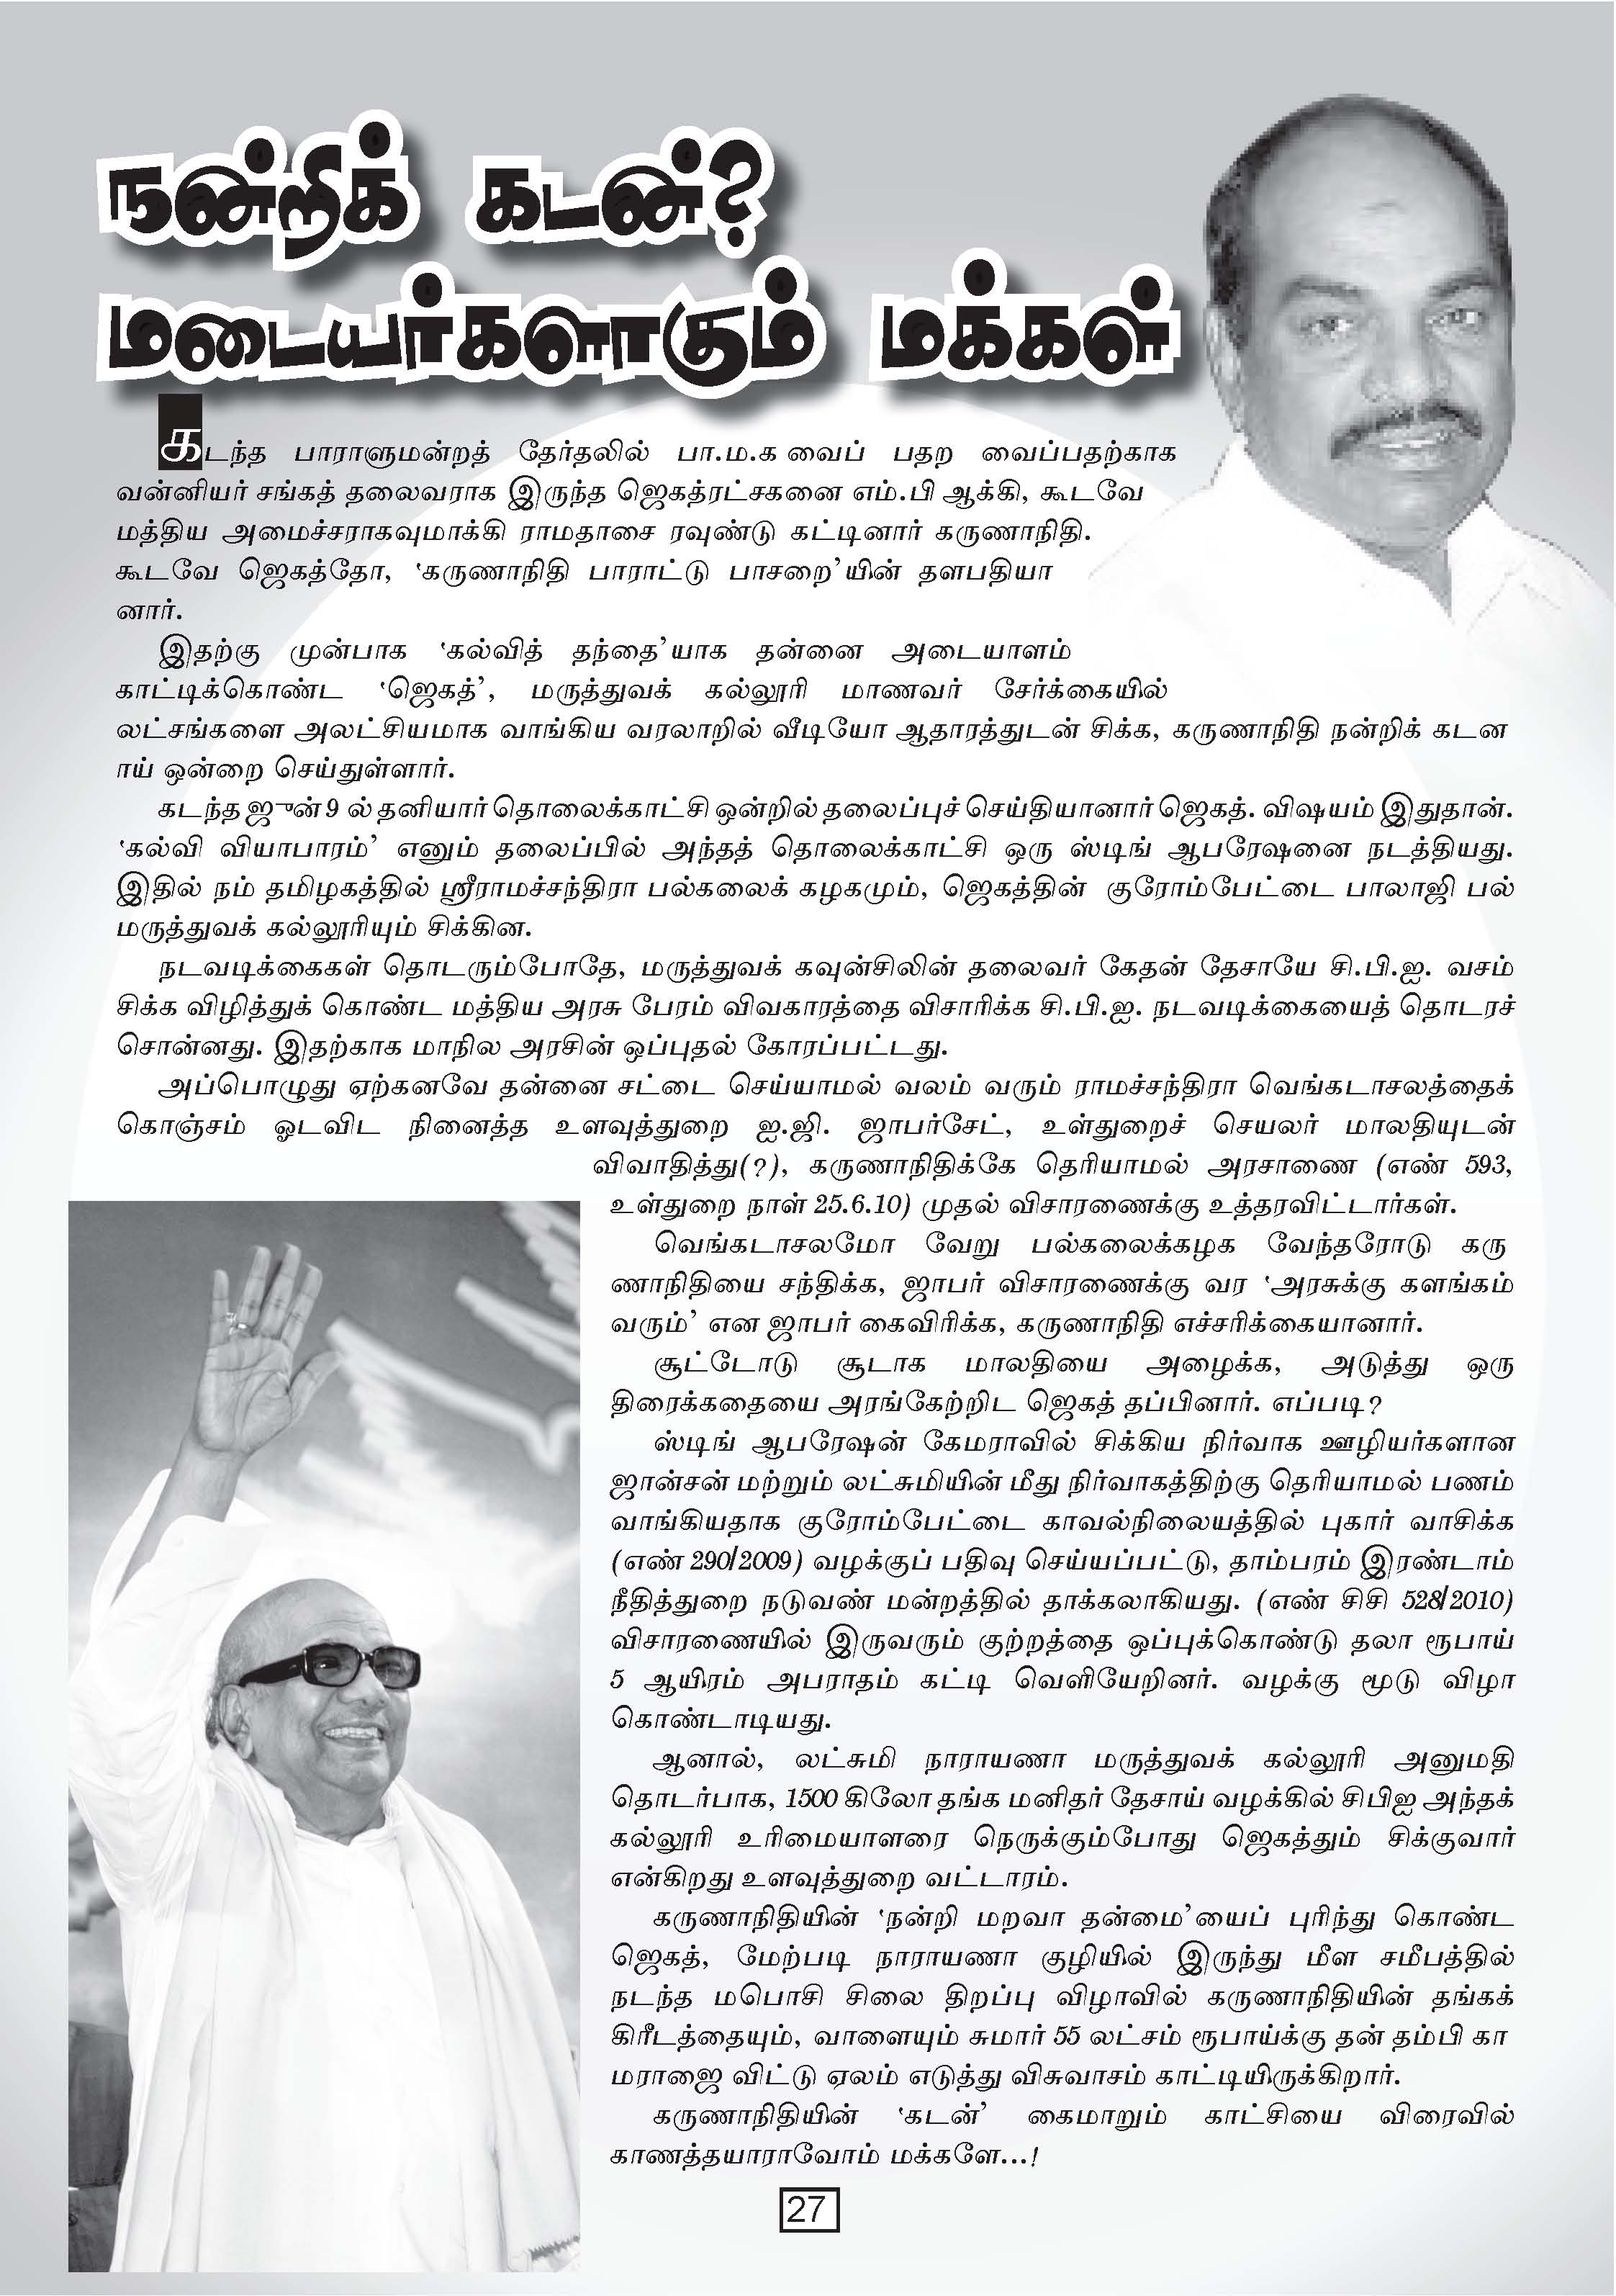 நன்றிக் கடன்?
மடையர்களாகும் மக்கள்
கடந்த பாராளுமன்றத் தேர்தலில் பா.ம.க வைப் பதற வைப்பதற்காக
வன்னியர் சங்கத் தலைவராக இருந்த ஜெகத்ரட்சகனை எம்.பி ஆக்கி, கூடவே
மத்திய அமைச்சராகவுமாக்கி ராமதாசை ரவுண்டு கட்டினார் கருணாநிதி.
கூடவே ஜெகத்தோ, ‘கருணாநிதி பாராட்டு பாசறை’யின் தளபதியா
னார்.
இதற்கு முன்பாக ‘கல்வித் தந்தை’யாக தன்னை அடையாளம்
காட்டிக்கொண்ட ‘ஜெகத்’, மருத்துவக் கல்லூரி மாணவர் சேர்க்கையில்
லட்சங்களை அலட்சியமாக வாங்கிய வரலாறில் வீடியோ ஆதாரத்துடன் சிக்க, கருணாநிதி நன்றிக் கடன
ாய் ஒன்றை செய்துள்ளார்.
கடந்த ஜுன் 9 ல் தனியார் தொலைக்காட்சி ஒன்றில் தலைப்புச் செய்தியானார் ஜெகத். விஷயம் இதுதான்.
‘கல்வி வியாபாரம்’ எனும் தலைப்பில் அந்தத் தொலைக்காட்சி ஒரு ஸ்டிங் ஆபரேஷனை நடத்தியது.
இதில் நம் தமிழகத்தில் ஸ்ரீராமச்சந்திரா பல்கலைக் கழகமும், ஜெகத்தின் குரோம்பேட்டை பாலாஜி பல்
மருத்துவக் கல்லூரியும் சிக்கின.
நடவடிக்கைகள் தொடரும்போதே, மருத்துவக் கவுன்சிலின் தலைவர் கேதன் தேசாயே சி.பி.ஐ. வசம்
சிக்க விழித்துக் கொண்ட மத்திய அரசு பேரம் விவகாரத்தை விசாரிக்க சி.பி.ஐ. நடவடிக்கையைத் தொடரச்
சொன்னது. இதற்காக மாநில அரசின் ஒப்புதல் கோரப்பட்டது.
அப்பொழுது ஏற்கனவே தன்னை சட்டை செய்யாமல் வலம் வரும் ராமச்சந்திரா வெங்கடாசலத்தைக்
கொஞ்சம் ஓடவிட நினைத்த உளவுத்துறை ஐ.ஜி. ஜாபர்சேட், உள்துறைச் செயலர் மாலதியுடன்
விவாதித்து(?), கருணாநிதிக்கே தெரியாமல் அரசாணை (எண் 593,
உள்துறை நாள் 25.6.10) முதல் விசாரணைக்கு உத்தரவிட்டார்கள்.
வெங்கடாசலமோ வேறு பல்கலைக்கழக வேந்தரோடு கரு
ணாநிதியை சந்திக்க, ஜாபர் விசாரணைக்கு வர ‘அரசுக்கு களங்கம்
வரும்’ என ஜாபர் கைவிரிக்க, கருணாநிதி எச்சரிக்கையானார்.
சூட்டோடு சூடாக மாலதியை அழைக்க, அடுத்து ஒரு
திரைக்கதையை அரங்கேற்றிட ஜெகத் தப்பினார். எப்படி?
ஸ்டிங் ஆபரேஷன் கேமராவில் சிக்கிய நிர்வாக ஊழியர்களான
ஜான்சன் மற்றும் லட்சுமியின் மீது நிர்வாகத்திற்கு தெரியாமல் பணம்
வாங்கியதாக குரோம்பேட்டை காவல்நிலையத்தில் புகார் வாசிக்க
(எண் 290/2009) வழக்குப் பதிவு செய்யப்பட்டு, தாம்பரம் இரண்டாம்
நீதித்துறை நடுவண் மன்றத்தில் தாக்கலாகியது. (எண் சிசி 528/2010)
விசாரணையில் இருவரும் குற்றத்தை ஒப்புக்கொண்டு தலா ரூபாய்
5 ஆயிரம் அபராதம் கட்டி வெளியேறினர். வழக்கு மூடு விழா
கொண்டாடியது.
ஆனால், லட்சுமி நாராயணா மருத்துவக் கல்லூரி அனுமதி
தொடர்பாக, 1500 கிலோ தங்க மனிதர் தேசாய் வழக்கில் சிபிஐ அந்தக்
கல்லூரி உரிமையாளரை நெருக்கும்போது ஜெகத்தும் சிக்குவார்
என்கிறது உளவுத்துறை வட்டாரம்.
கருணாநிதியின் ‘நன்றி மறவா தன்மை’யைப் புரிந்து கொண்ட
ஜெகத், மேற்படி நாராயணா குழியில் இருந்து மீள சமீபத்தில்
நடந்த மபொசி சிலை திறப்பு விழாவில் கருணாநிதியின் தங்கக்
கிரீடத்தையும், வாளையும் சுமார் 55 லட்சம் ரூபாய்க்கு தன் தம்பி கா
மராஜை விட்டு ஏலம் எடுத்து விசுவாசம் காட்டியிருக்கிறார்.
கருணாநிதியின் ‘கடன்’ கைமாறும் காட்சியை விரைவில்
காணத்தயாராவோம் மக்களே...!
27